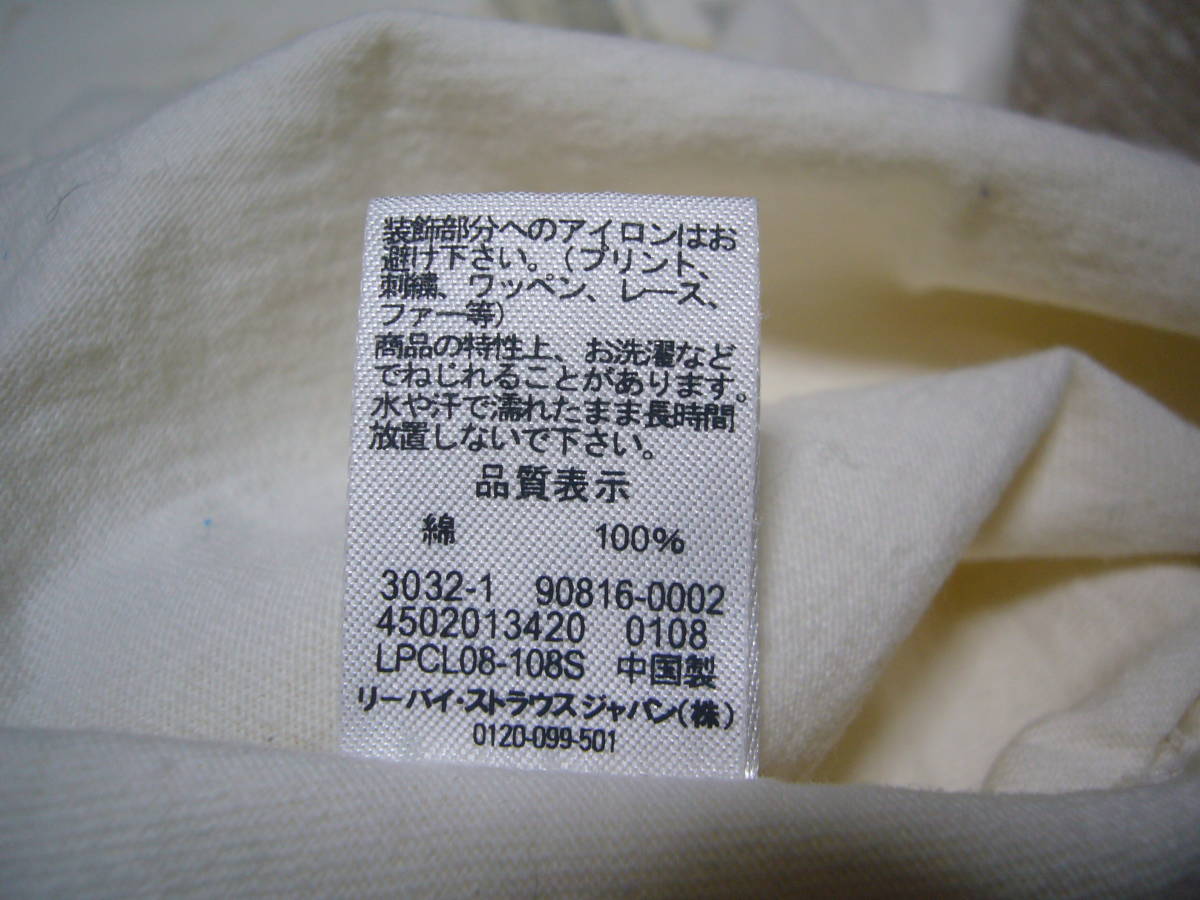 装飾部分へのアイロンはお
避け下さい。(プリント、
刺繍、ワッペン、レース、
ファー等)
商品の特性上、お洗濯など
でねじれることがあります。
水や汗で濡れたまま長時間
放置しないで下さい。
品質表示
綿 100%
3032-1 90816-0002
4502013420 0108
LPCL08-108S 中国製
リーバイ・ストラウスジャパン(株)
0120-099-501